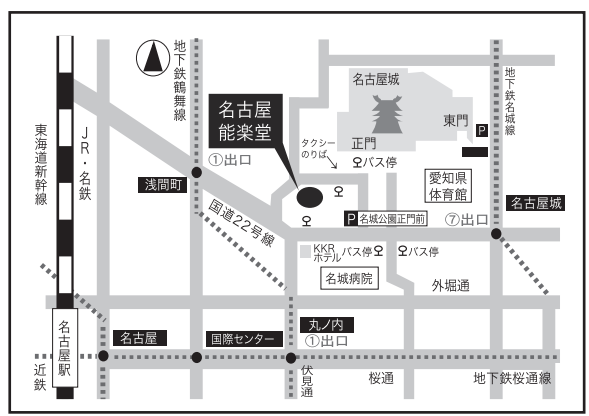 地下鉄鶴舞線
名古屋城
地下鉄名城線
名古屋
能楽堂
東門
P
タクシー
のりば
正門
バス停
東海道新幹線
JR・名鉄
①出口
浅間町
愛知県
体育館
名古屋城
⑦出口
P 名城公園正門前
国道22号線
KKR
ホテル
バス停
バス停
名城病院
外堀通
名古屋駅
名古屋
国際センター
丸ノ内
①出口
近鉄
伏見通
桜通
地下鉄桜通線